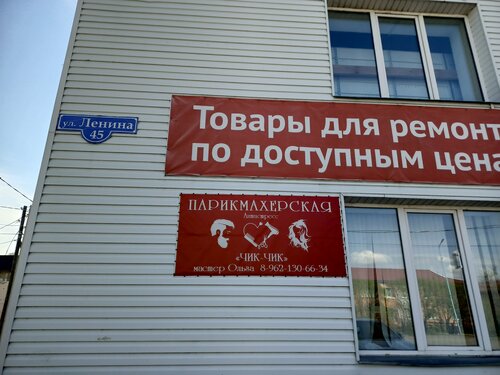 ул. Ленина
45
Товары для ремонт
по доступным цена
ПАРИКМАХЕРСКАЯ
Антистресс
«ЧИК-ЧИК»
мастер Ольга 8-962-130-66-34